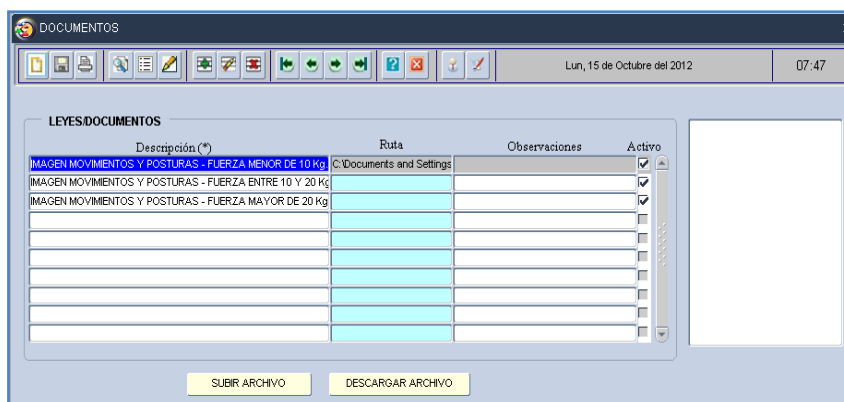 DOCUMENTOS
Lun, 15 de Octubre del 2012 07:47
LEYES/DOCUMENTOS
Descripción (*) Ruta Observaciones Activo
IMAGEN MOVIMIENTOS Y POSTURAS - FUERZA MENOR DE 10 Kg. C:\Documents and Settings
IMAGEN MOVIMIENTOS Y POSTURAS - FUERZA ENTRE 10 Y 20 Kg
IMAGEN MOVIMIENTOS Y POSTURAS - FUERZA MAYOR DE 20 Kg
SUBIR ARCHIVO DESCARGAR ARCHIVO